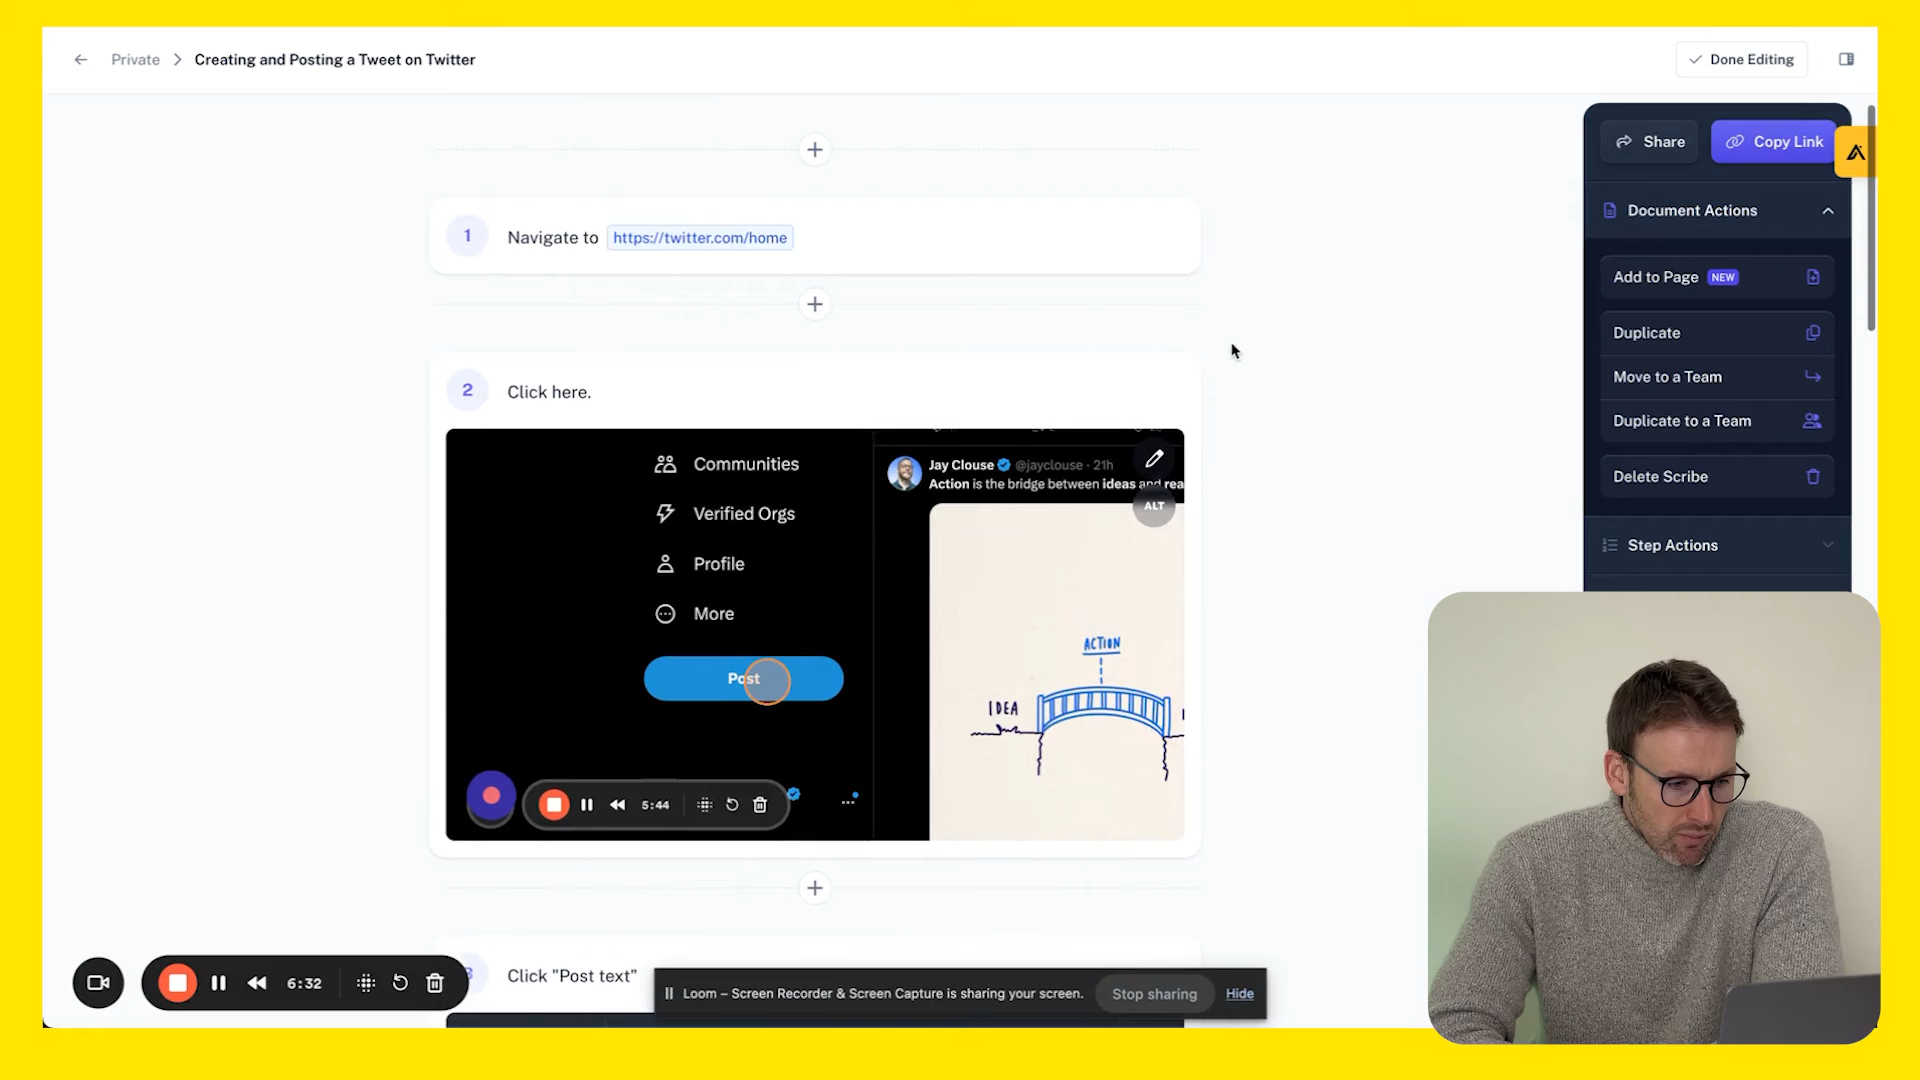 Private > Creating and Posting a Tweet on Twitter
Done Editing
Share
Copy Link
Document Actions
Add to Page NEW
Duplicate
Move to a Team
Duplicate to a Team
Delete Scribe
Step Actions
1 Navigate to https://twitter.com/home
2 Click here.
Communities
Verified Orgs
Profile
More
Post
Jay Clouse @jayclouse · 21h
Action is the bridge between ideas and rea
ALT
ACTION
IDEA
5:44
Click "Post text"
6:32
Loom – Screen Recorder & Screen Capture is sharing your screen.
Stop sharing
Hide